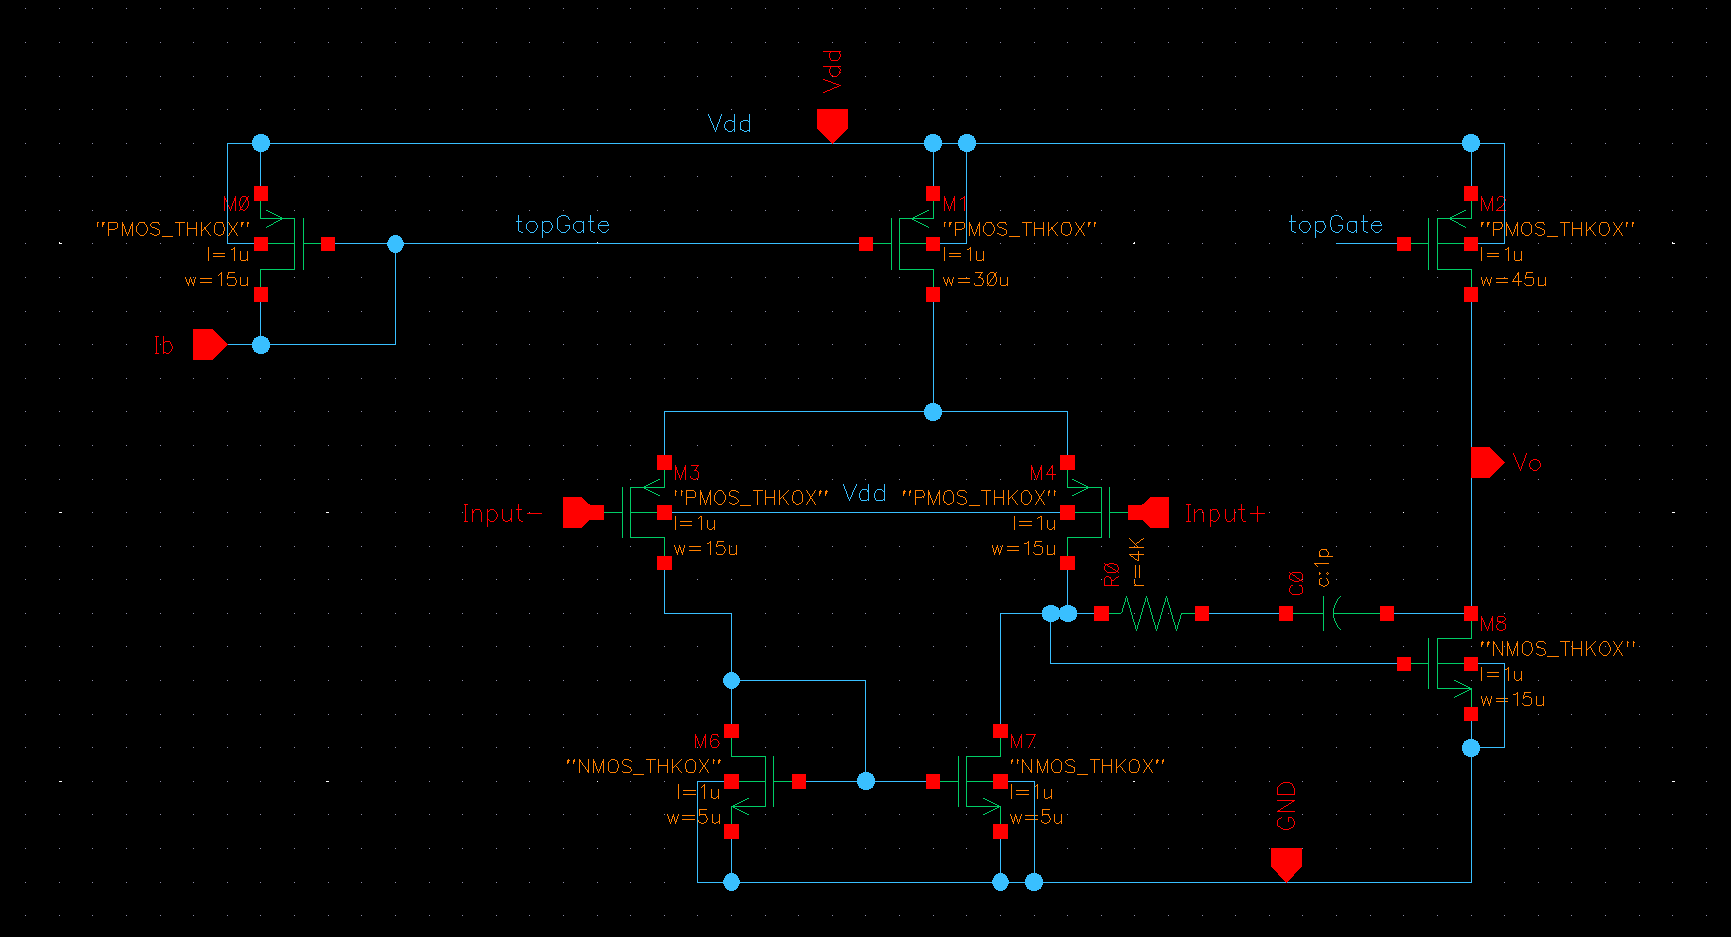 Vdd
Vdd
M0
"PMOS_THKOX"
l=1u
w=15u
topGate
M1
"PMOS_THKOX"
l=1u
w=30u
topGate
M2
"PMOS_THKOX"
l=1u
w=45u
Ib
Input-
M3
"PMOS_THKOX"
l=1u
w=15u
Vdd
M4
"PMOS_THKOX"
l=1u
w=15u
Input+
Vo
R0
r=4K
C0
c:1p
M8
"NMOS_THKOX"
l=1u
w=15u
M6
"NMOS_THKOX"
l=1u
w=5u
M7
"NMOS_THKOX"
l=1u
w=5u
GND